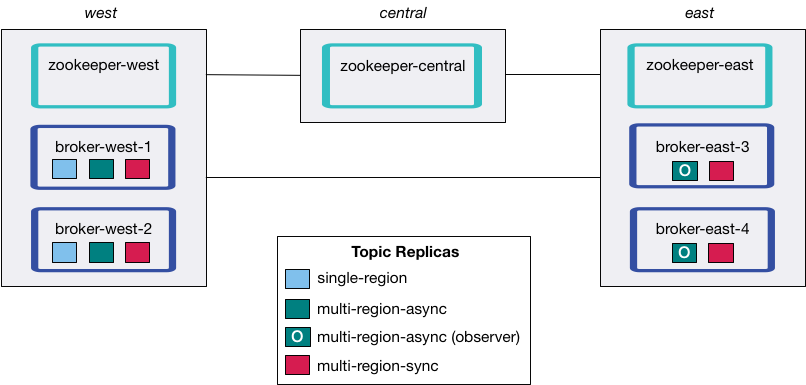 west
central
east
zookeeper-west
zookeeper-central
zookeeper-east
broker-west-1
broker-east-3
O
broker-west-2
broker-east-4
O
Topic Replicas
single-region
multi-region-async
O multi-region-async (observer)
multi-region-sync